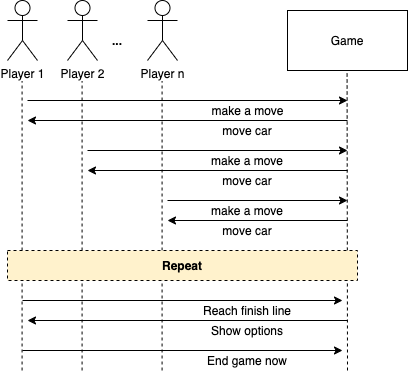 ...
Game
Player 1
Player 2
Player n
make a move
move car
make a move
move car
make a move
move car
Repeat
Reach finish line
Show options
End game now